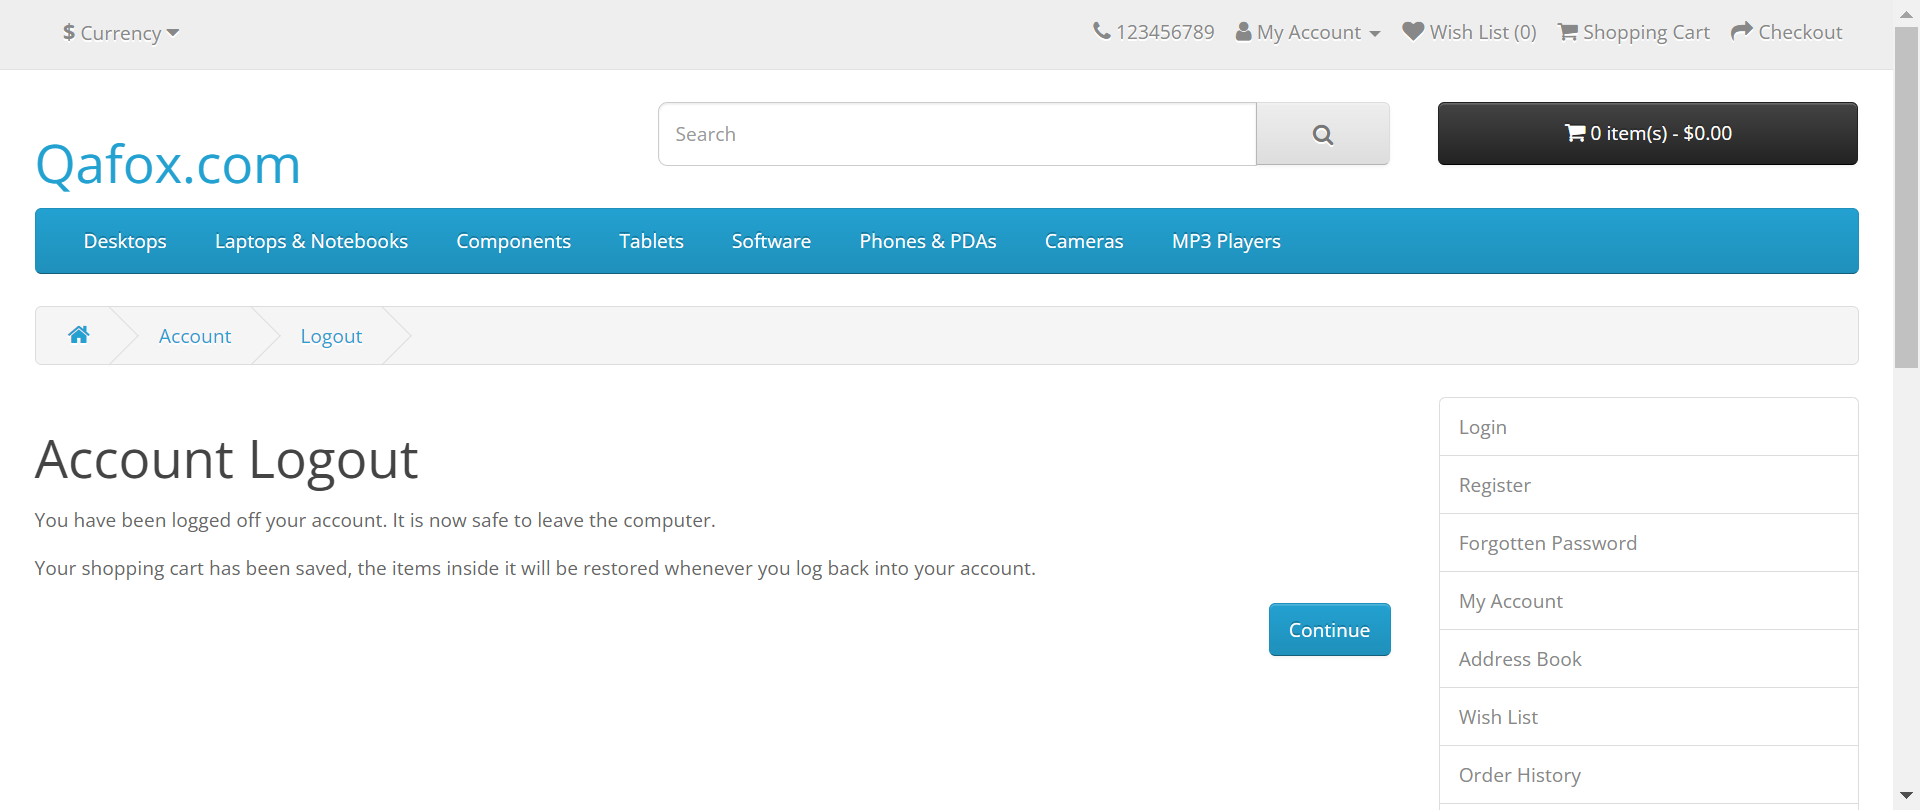 $ Currency
123456789 My Account Wish List (0) Shopping Cart Checkout
Qafox.com
Search
0 item(s) - $0.00
Desktops Laptops & Notebooks Components Tablets Software Phones & PDAs Cameras MP3 Players
Account Logout
Account Logout
You have been logged off your account. It is now safe to leave the computer.
Your shopping cart has been saved, the items inside it will be restored whenever you log back into your account.
Continue
Login
Register
Forgotten Password
My Account
Address Book
Wish List
Order History